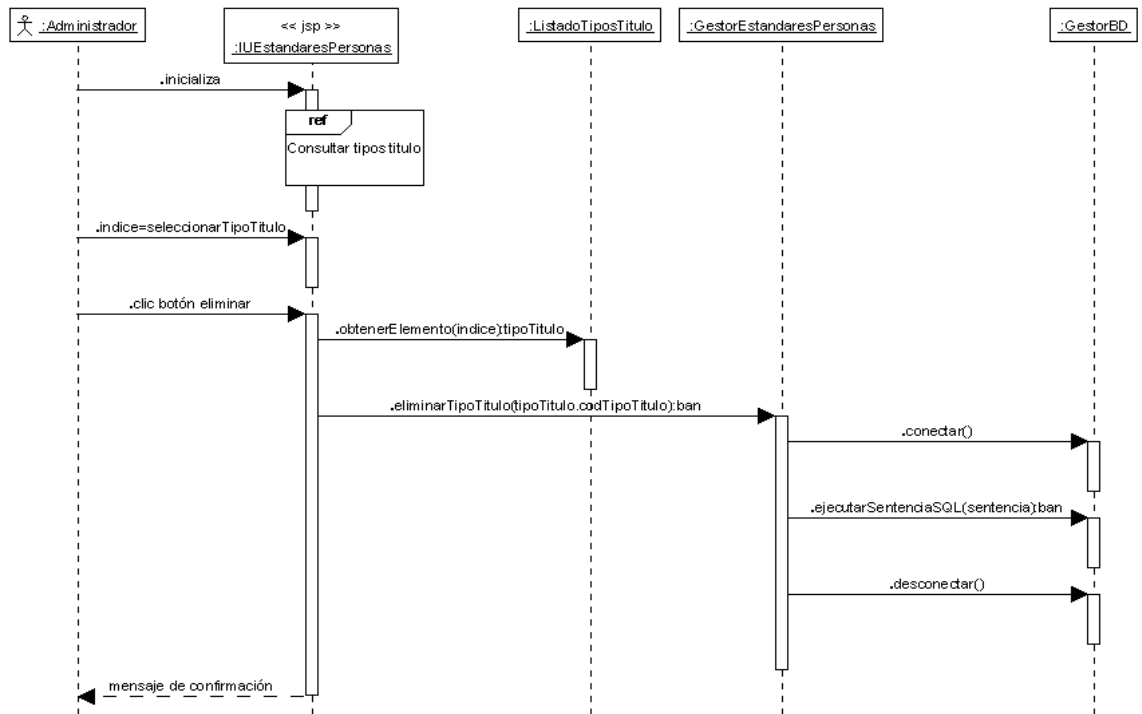 :Administrador
<< jsp >>
:IUEstandaresPersonas
:ListadoTiposTitulo
:GestorEstandaresPersonas
:GestorBD
.inicializa
ref
Consultar tipos titulo
.indice=seleccionarTipoTitulo
.clic botón eliminar
.obtenerElemento(indice):tipoTitulo
.eliminarTipoTitulo(tipoTitulo.codTipoTitulo):ban
.conectar()
.ejecutarSentenciaSQL(sentencia):ban
.desconectar()
mensaje de confirmación